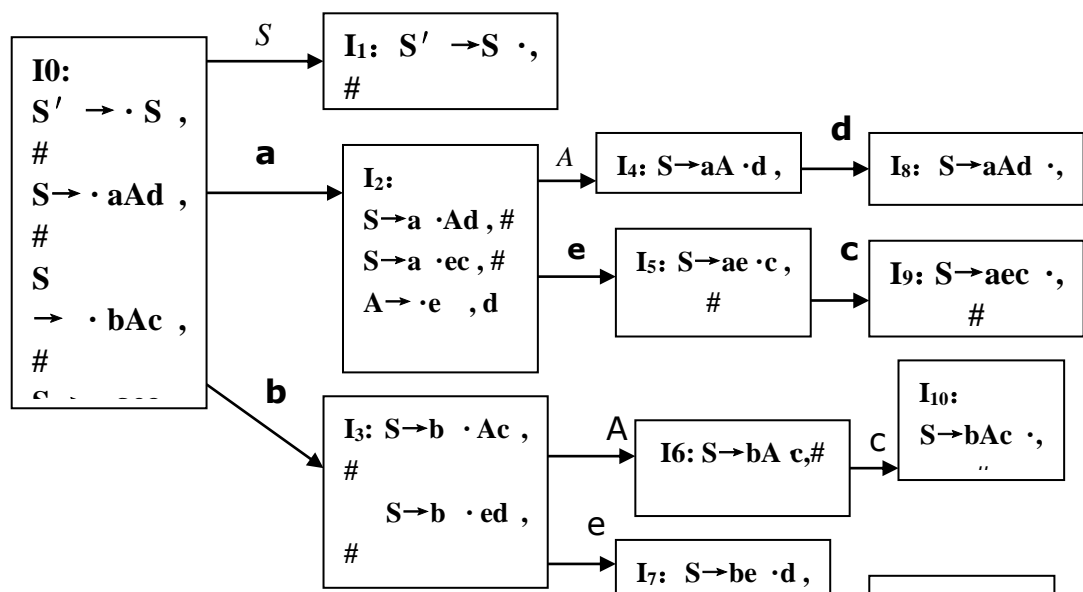 S
I1: S′ →S ·,
#
I0:
S′ → · S ,
#
S→ · aAd ,
#
S
→ · bAc ,
#
a
I2:
S→a ·Ad , #
S→a ·ec , #
A→ ·e , d
A
I4: S→aA ·d ,
d
I8: S→aAd ·,
e
I5: S→ae ·c ,
#
c
I9: S→aec ·,
#
b
I3: S→b · Ac ,
#
S→b · ed ,
#
A
I6: S→bA ·c,#
c
I10:
S→bAc ·,
e
I7: S→be ·d ,